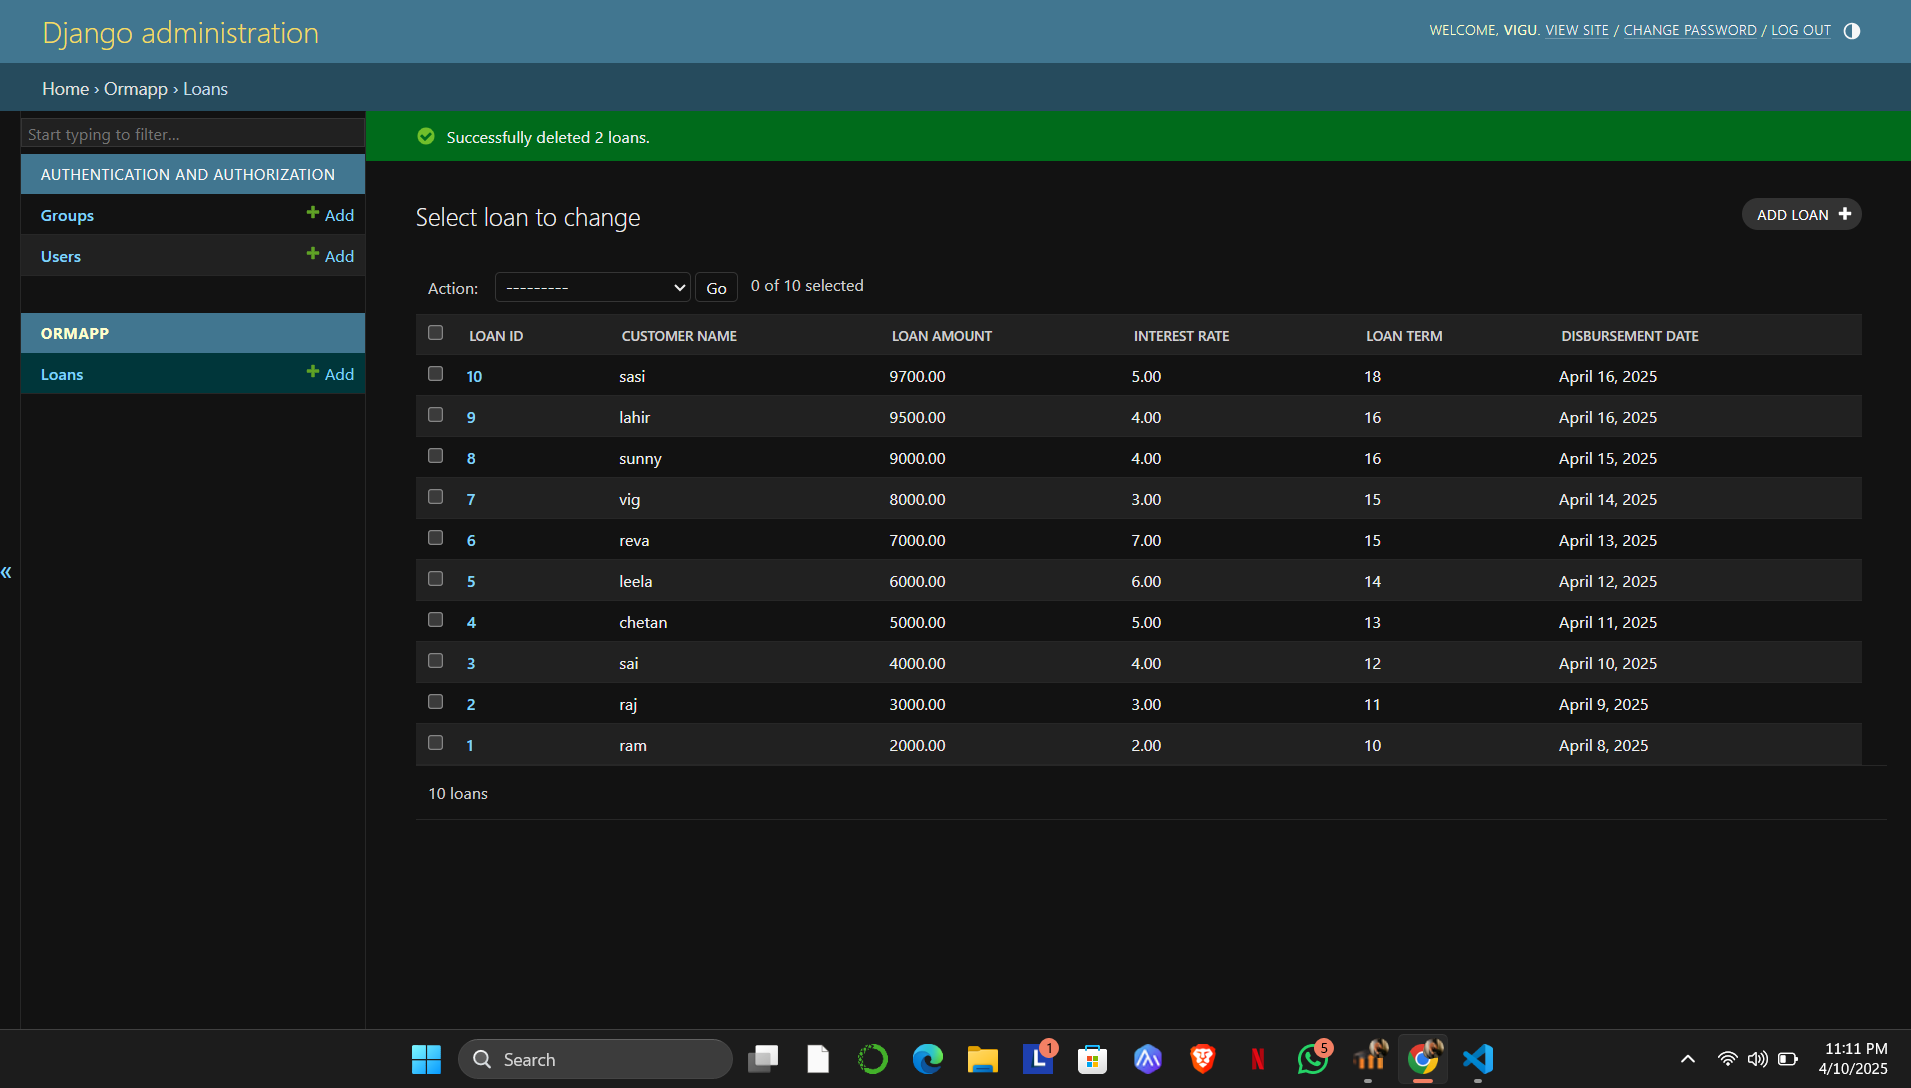 Django administration
WELCOME, VIGU. VIEW SITE / CHANGE PASSWORD / LOG OUT
Home › Ormapp › Loans
Start typing to filter...
AUTHENTICATION AND AUTHORIZATION
Groups Add
Users Add
ORMAPP
Loans Add
Successfully deleted 2 loans.
Select loan to change
ADD LOAN
Action: --------- Go 0 of 10 selected
LOAN ID CUSTOMER NAME LOAN AMOUNT INTEREST RATE LOAN TERM DISBURSEMENT DATE
10 sasi 9700.00 5.00 18 April 16, 2025
9 lahir 9500.00 4.00 16 April 16, 2025
8 sunny 9000.00 4.00 16 April 15, 2025
7 vig 8000.00 3.00 15 April 14, 2025
6 reva 7000.00 7.00 15 April 13, 2025
5 leela 6000.00 6.00 14 April 12, 2025
4 chetan 5000.00 5.00 13 April 11, 2025
3 sai 4000.00 4.00 12 April 10, 2025
2 raj 3000.00 3.00 11 April 9, 2025
1 ram 2000.00 2.00 10 April 8, 2025
10 loans
«
Search
L 1
N
5
11:11 PM
4/10/2025